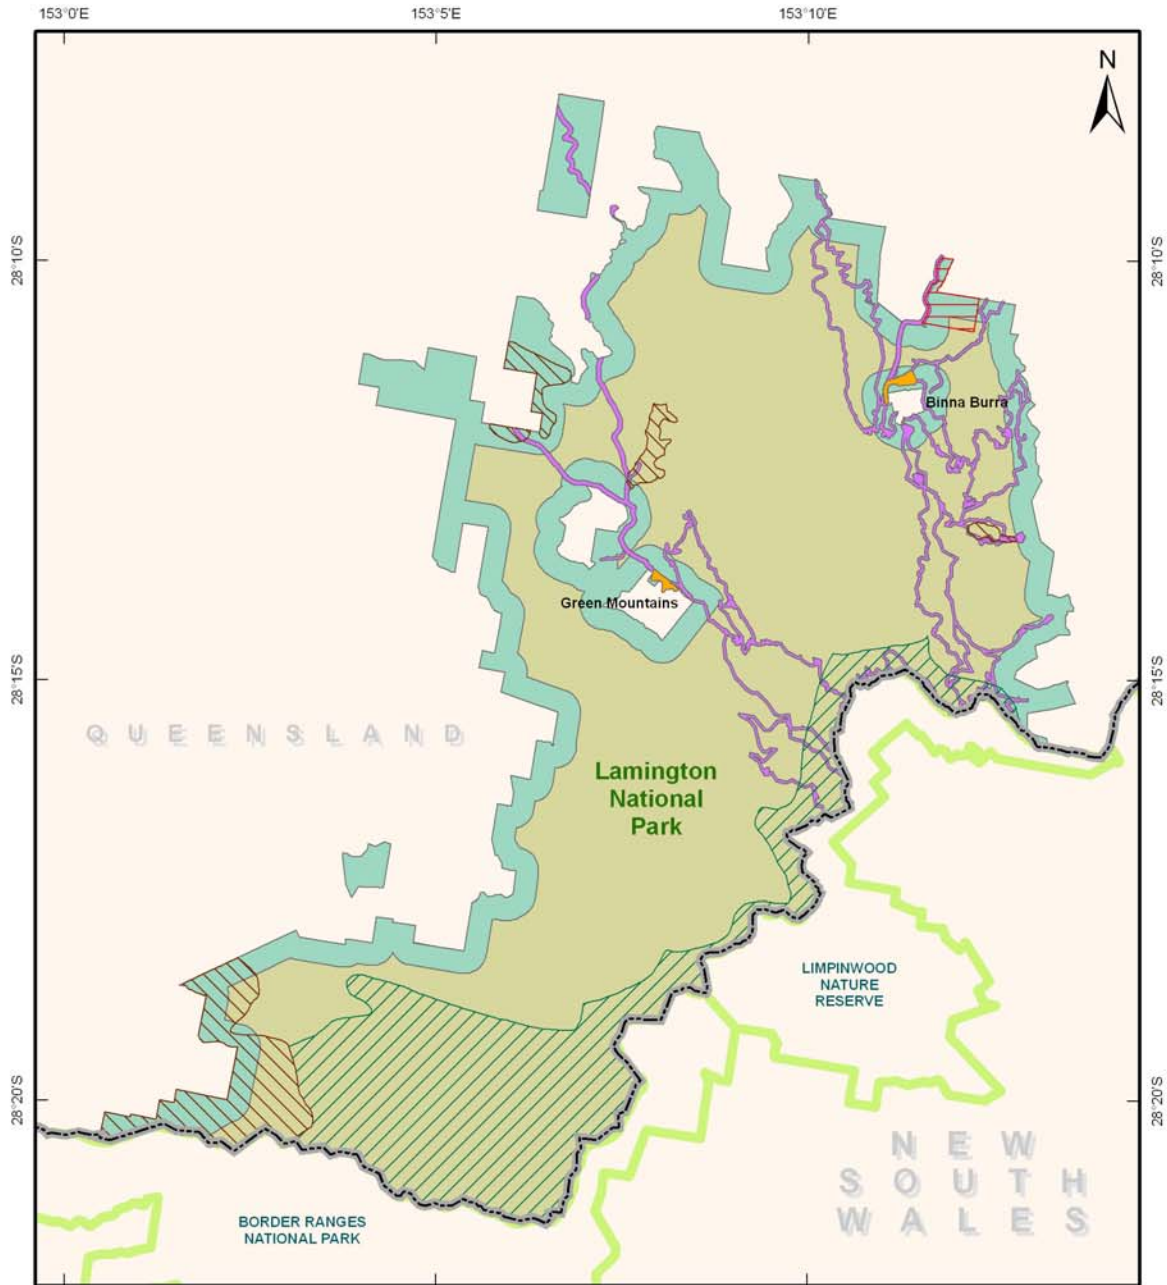 153°0'E 153°5'E 153°10'E
N
28°10'S 28°10'S
Binna Burra
Green Mountains
28°15'S 28°15'S
QUEENSLAND
Lamington
National
Park
LIMPINWOOD
NATURE
RESERVE
28°20'S 28°20'S
NEW
SOUTH
WALES
BORDER RANGES
NATIONAL PARK